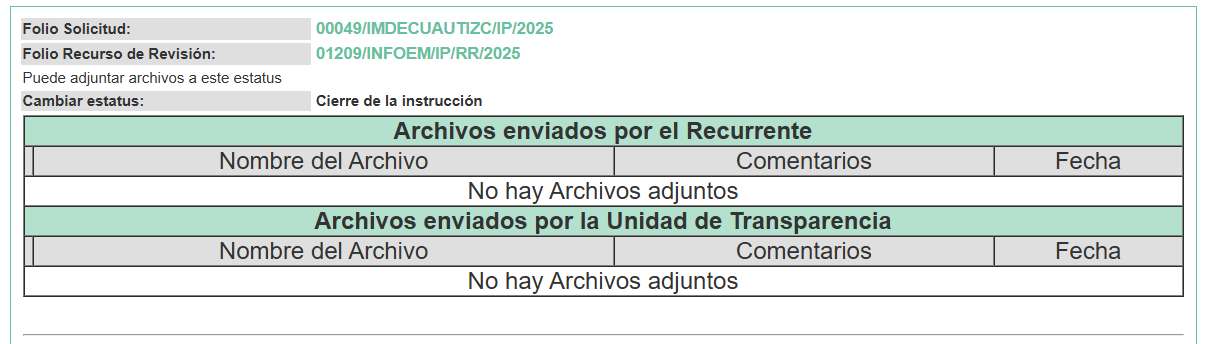 Folio Solicitud: 00049/IMDECUAUTIZC/IP/2025
Folio Recurso de Revisión: 01209/INFOEM/IP/RR/2025
Puede adjuntar archivos a este estatus
Cambiar estatus: Cierre de la instrucción
Archivos enviados por el Recurrente
Nombre del Archivo Comentarios Fecha
No hay Archivos adjuntos
Archivos enviados por la Unidad de Transparencia
Nombre del Archivo Comentarios Fecha
No hay Archivos adjuntos